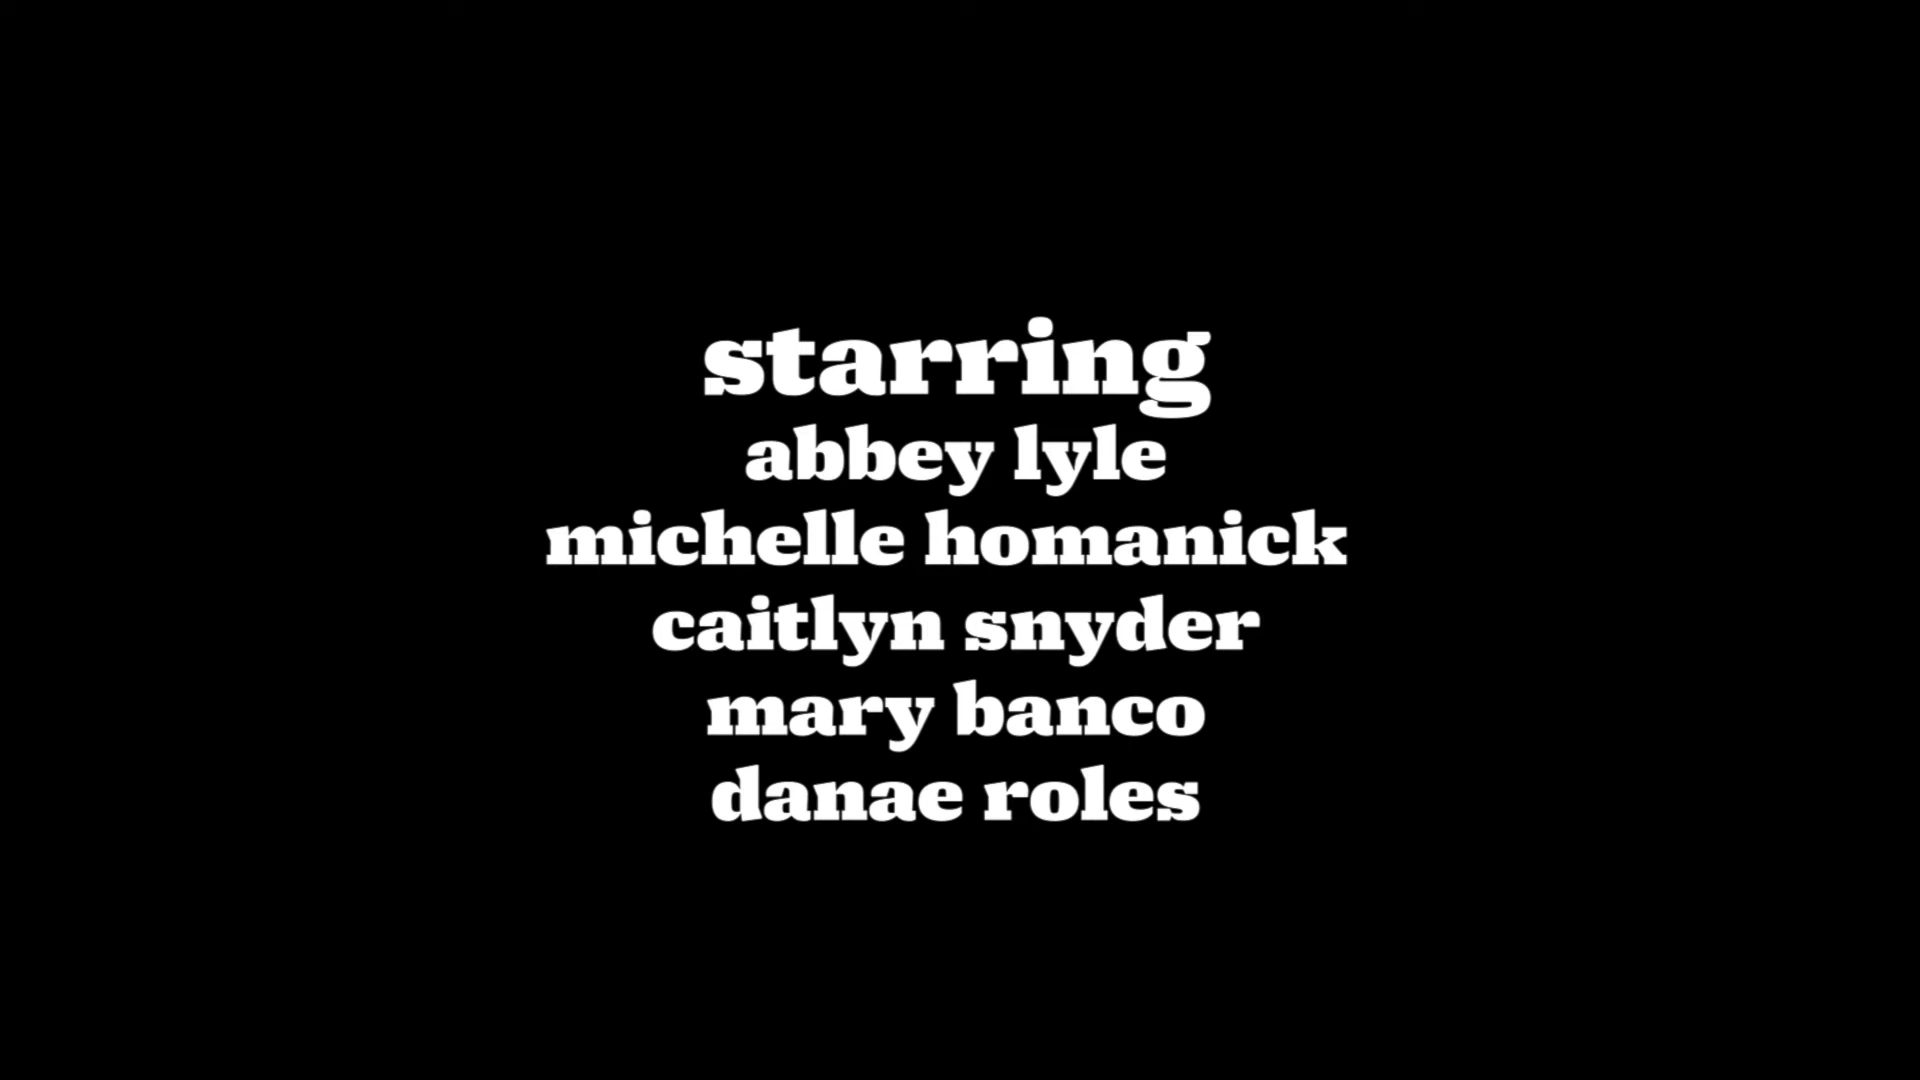 starring
abbey lyle
michelle homanick
caitlyn snyder
mary banco
danae roles